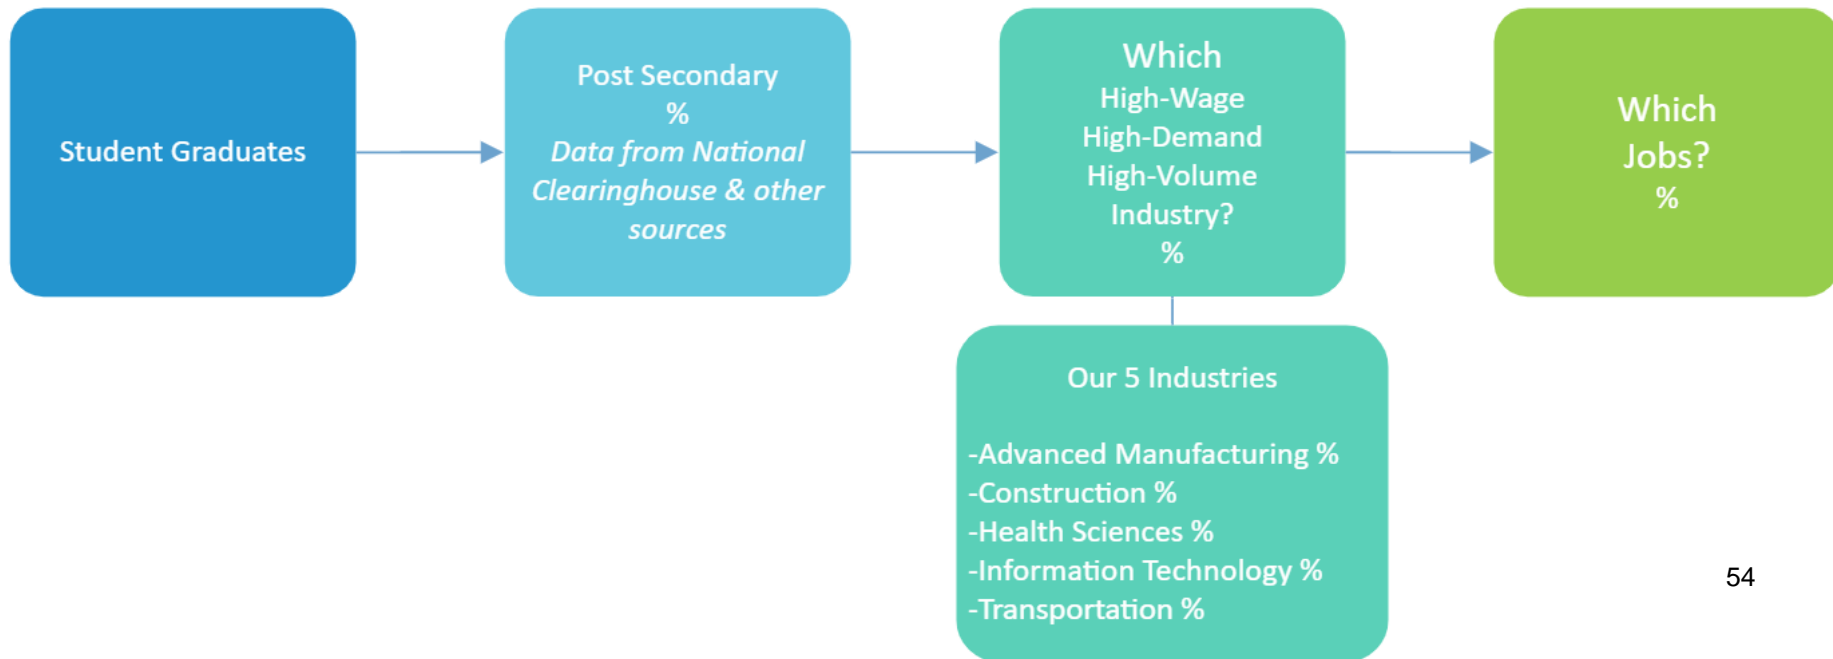 Student Graduates
Post Secondary
%
Data from National
Clearinghouse & other
sources
Which
High-Wage
High-Demand
High-Volume
Industry?
%
Which
Jobs?
%
Our 5 Industries
-Advanced Manufacturing %
-Construction %
-Health Sciences %
-Information Technology %
-Transportation %
54